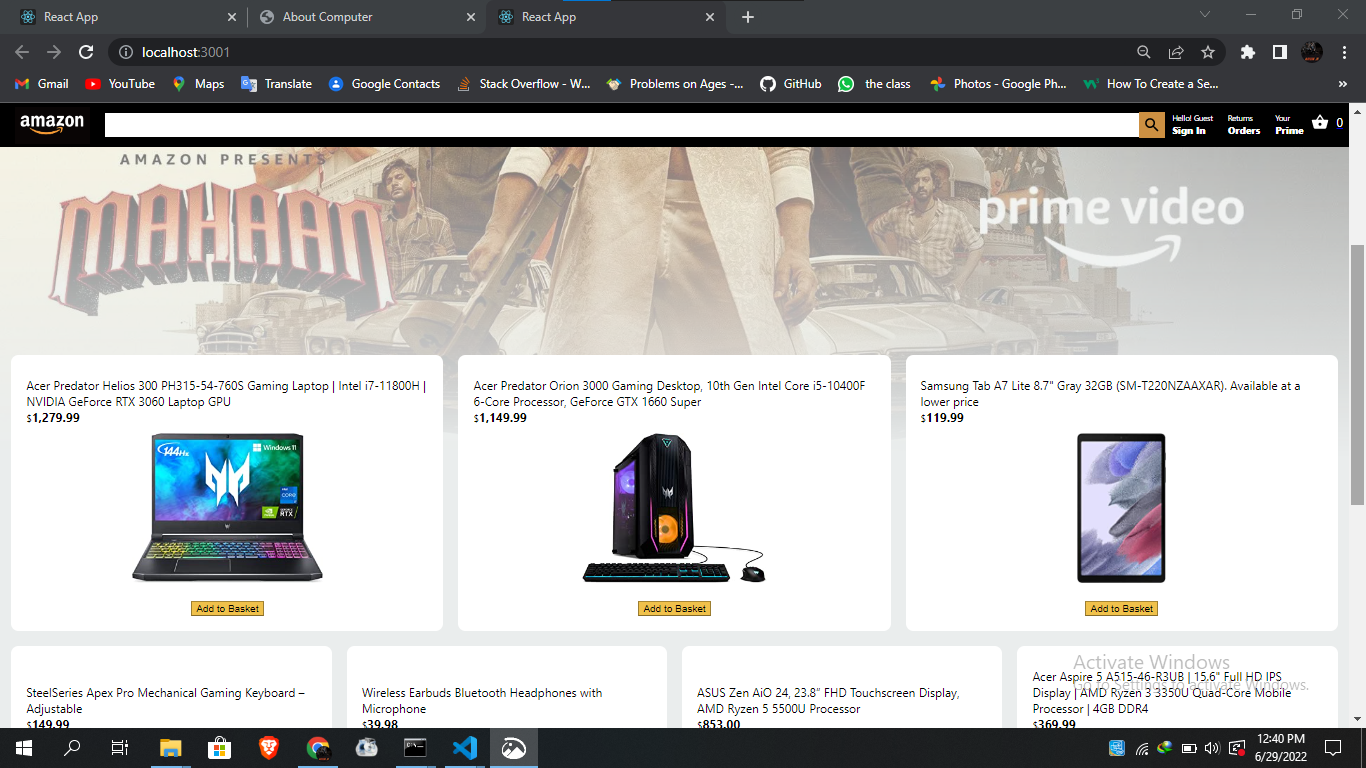 React App
About Computer
React App
localhost:3001
Gmail
YouTube
Maps
Translate
Google Contacts
Stack Overflow - W...
Problems on Ages -...
GitHub
the class
Photos - Google Ph...
How To Create a Se...
»
amazon
Hello! Guest
Sign In
Returns
Orders
Your
Prime
0
AMAZON PRESENTS
MAHAAN
prime video
Acer Predator Helios 300 PH315-54-760S Gaming Laptop | Intel i7-11800H |
NVIDIA GeForce RTX 3060 Laptop GPU
$1,279.99
144Hz
Windows 11
Add to Basket
Acer Predator Orion 3000 Gaming Desktop, 10th Gen Intel Core i5-10400F
6-Core Processor, GeForce GTX 1660 Super
$1,149.99
Add to Basket
Samsung Tab A7 Lite 8.7" Gray 32GB (SM-T220NZAAXAR). Available at a
lower price
$119.99
Add to Basket
SteelSeries Apex Pro Mechanical Gaming Keyboard –
Adjustable
$149.99
Wireless Earbuds Bluetooth Headphones with
Microphone
$39.98
ASUS Zen AiO 24, 23.8” FHD Touchscreen Display,
AMD Ryzen 5 5500U Processor
$853.00
Acer Aspire 5 A515-46-R3UB | 15.6" Full HD IPS
Display | AMD Ryzen 3 3350U Quad-Core Mobile
Processor | 4GB DDR4
$369.99
Activate Windows
Go to Settings to activate Windows.
12:40 PM
6/29/2022